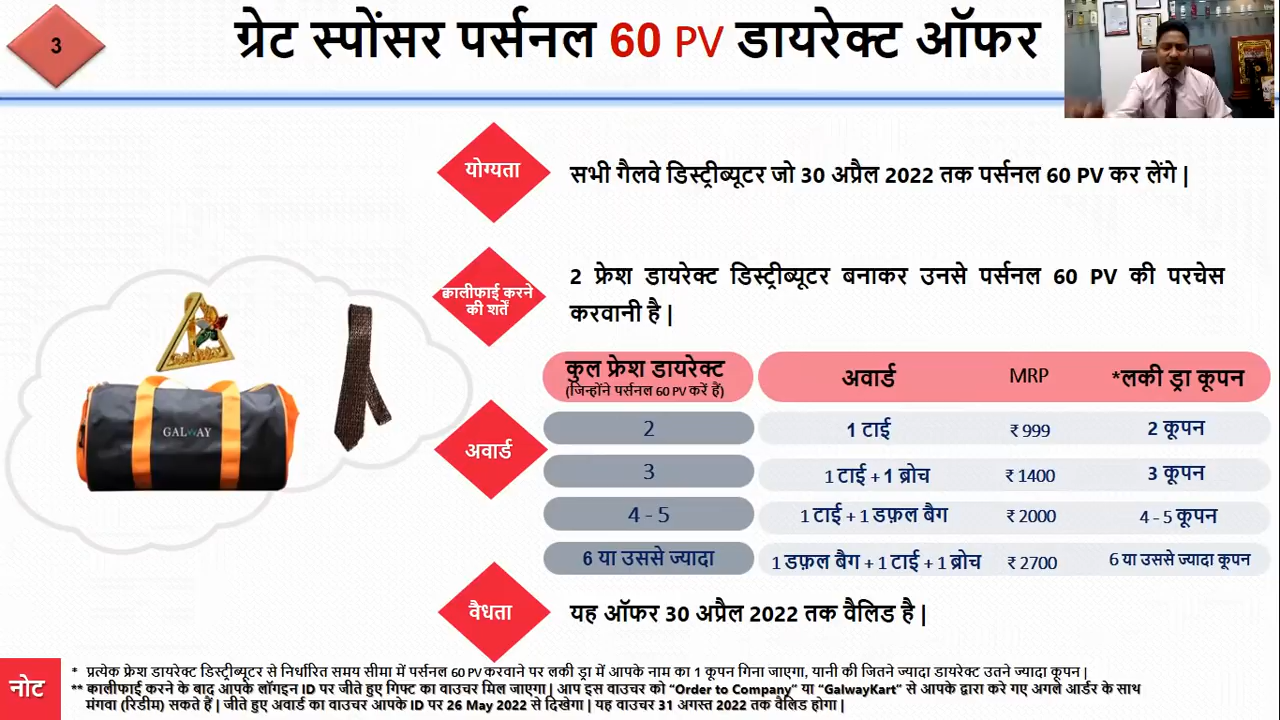 3
ग्रेट स्पोंसर पर्सनल 60 PV डायरेक्ट ऑफर
योग्यता
सभी गैलवे डिस्ट्रीब्यूटर जो 30 अप्रैल 2022 तक पर्सनल 60 PV कर लेंगे |
क्वालीफाई करने
की शर्तें
2 फ्रेश डायरेक्ट डिस्ट्रीब्यूटर बनाकर उनसे पर्सनल 60 PV की परचेस
करवानी है |
GALWAY
अवार्ड
कुल फ्रेश डायरेक्ट
(जिन्होंने पर्सनल 60 PV करें हैं)
अवार्ड MRP *लकी ड्रा कूपन
2 1 टाई ₹ 999 2 कूपन
3 1 टाई + 1 ब्रोच ₹ 1400 3 कूपन
4 - 5 1 टाई + 1 डफ़ल बैग ₹ 2000 4 - 5 कूपन
6 या उससे ज्यादा 1 डफ़ल बैग + 1 टाई + 1 ब्रोच ₹ 2700 6 या उससे ज्यादा कूपन
वैधता
यह ऑफर 30 अप्रैल 2022 तक वैलिड है |
नोट
* प्रत्येक फ्रेश डायरेक्ट डिस्ट्रीब्यूटर से निर्धारित समय सीमा में पर्सनल 60 PV करवाने पर लकी ड्रा में आपके नाम का 1 कूपन गिना जाएगा, यानी की जितने ज्यादा डायरेक्ट उतने ज्यादा कूपन |
** क्वालीफाई करने के बाद आपके लॉगइन ID पर जीते हुए गिफ्ट का वाउचर मिल जाएगा | आप इस वाउचर को “Order to Company” या “GalwayKart” से आपके द्वारा करे गए अगले आर्डर के साथ
मंगवा (रिडीम) सकते हैं | जीते हुए अवार्ड का वाउचर आपके ID पर 26 May 2022 से दिखेगा | यह वाउचर 31 अगस्त 2022 तक वैलिड होगा |